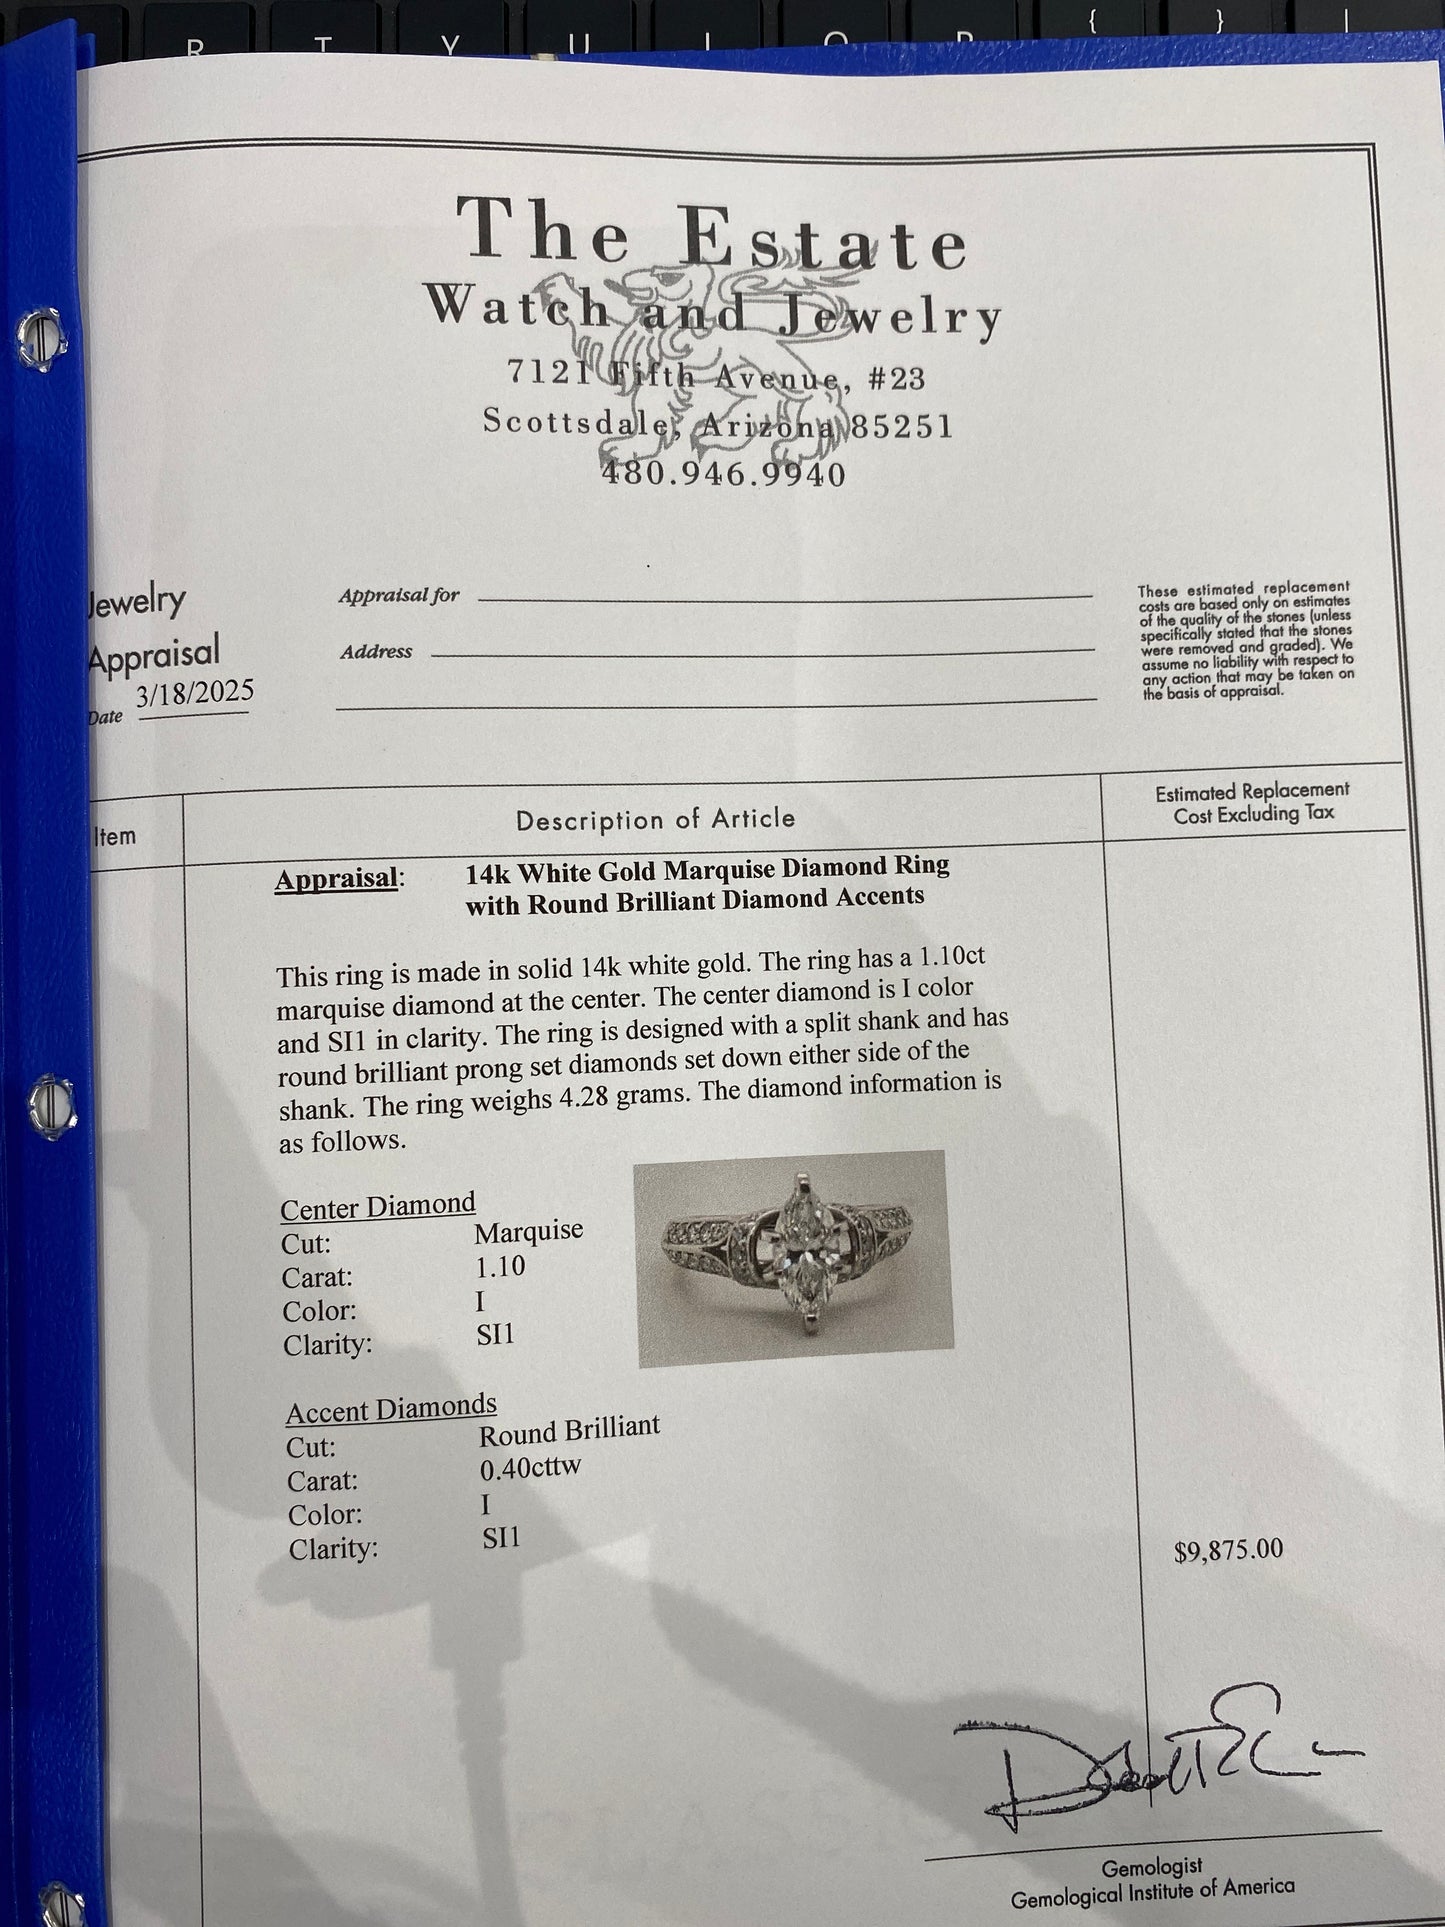 R T Y U I O P { } |
The Estate
Watch and Jewelry
7121 Fifth Avenue, #23
Scottsdale, Arizona 85251
480.946.9940
Jewelry
Appraisal
Date 3/18/2025
Appraisal for
Address
These estimated replacement
costs are based only on estimates
of the quality of the stones (unless
specifically stated that the stones
were removed and graded). We
assume no liability with respect to
any action that may be taken on
the basis of appraisal.
Item
Description of Article
Estimated Replacement
Cost Excluding Tax
Appraisal: 14k White Gold Marquise Diamond Ring
with Round Brilliant Diamond Accents
This ring is made in solid 14k white gold. The ring has a 1.10ct
marquise diamond at the center. The center diamond is I color
and SI1 in clarity. The ring is designed with a split shank and has
round brilliant prong set diamonds set down either side of the
shank. The ring weighs 4.28 grams. The diamond information is
as follows.
Center Diamond
Cut: Marquise
Carat: 1.10
Color: I
Clarity: SI1
Accent Diamonds
Cut: Round Brilliant
Carat: 0.40cttw
Color: I
Clarity: SI1
$9,875.00
Gemologist
Gemological Institute of America